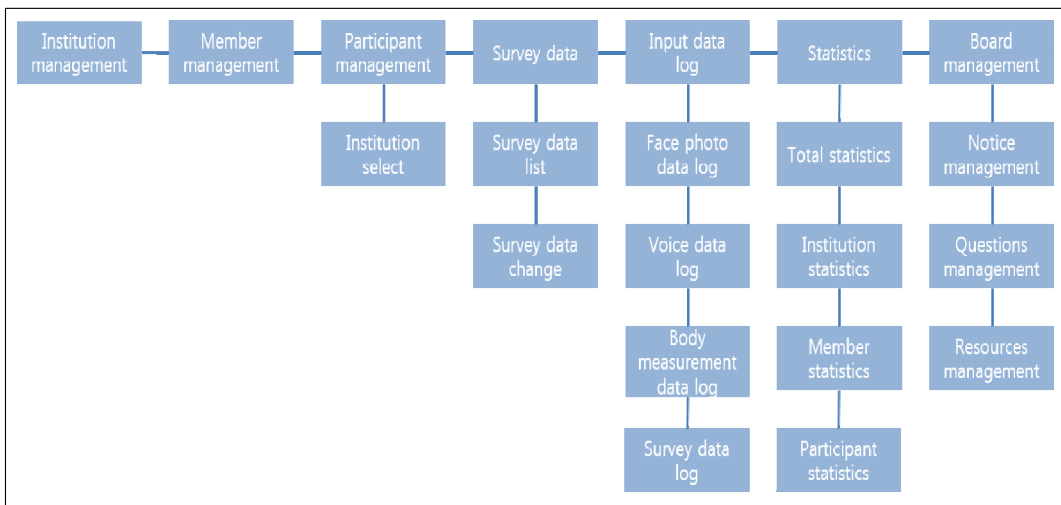 Institution
management
Member
management
Participant
management
Survey data
Input data
log
Statistics
Board
management
Institution
select
Survey data
list
Face photo
data log
Total statistics
Notice
management
Survey data
change
Voice data
log
Institution
statistics
Questions
management
Body
measurement
data log
Member
statistics
Resources
management
Survey data
log
Participant
statistics